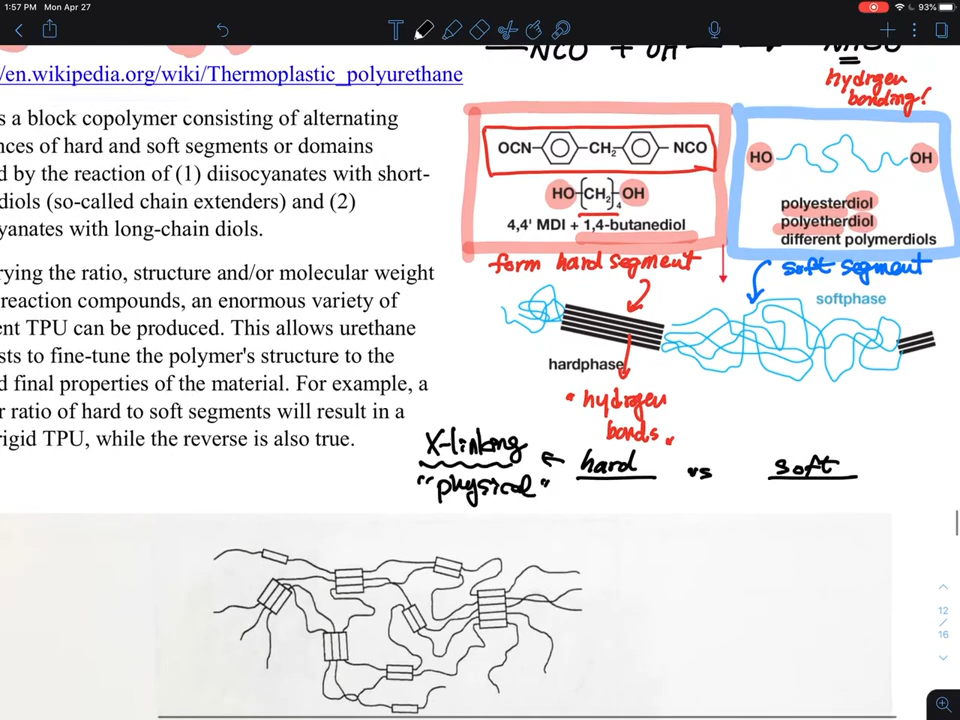 1:57 PM Mon Apr 27
93%
NCO + OH
/en.wikipedia.org/wiki/Thermoplastic_polyurethane
hydrogen
bonding!
s a block copolymer consisting of alternating
nces of hard and soft segments or domains
d by the reaction of (1) diisocyanates with short-
diols (so-called chain extenders) and (2)
yanates with long-chain diols.
rying the ratio, structure and/or molecular weight
reaction compounds, an enormous variety of
ent TPU can be produced. This allows urethane
sts to fine-tune the polymer's structure to the
d final properties of the material. For example, a
r ratio of hard to soft segments will result in a
igid TPU, while the reverse is also true.
OCN CH2 NCO
HO [CH2]4 OH
4,4' MDI + 1,4-butanediol
HO OH
polyesterdiol
polyetherdiol
different polymerdiols
form hard segment
soft segment
softphase
hardphase
"hydrogen
bonds"
X-linking ← hard vs soft
"physical"
12
/
16